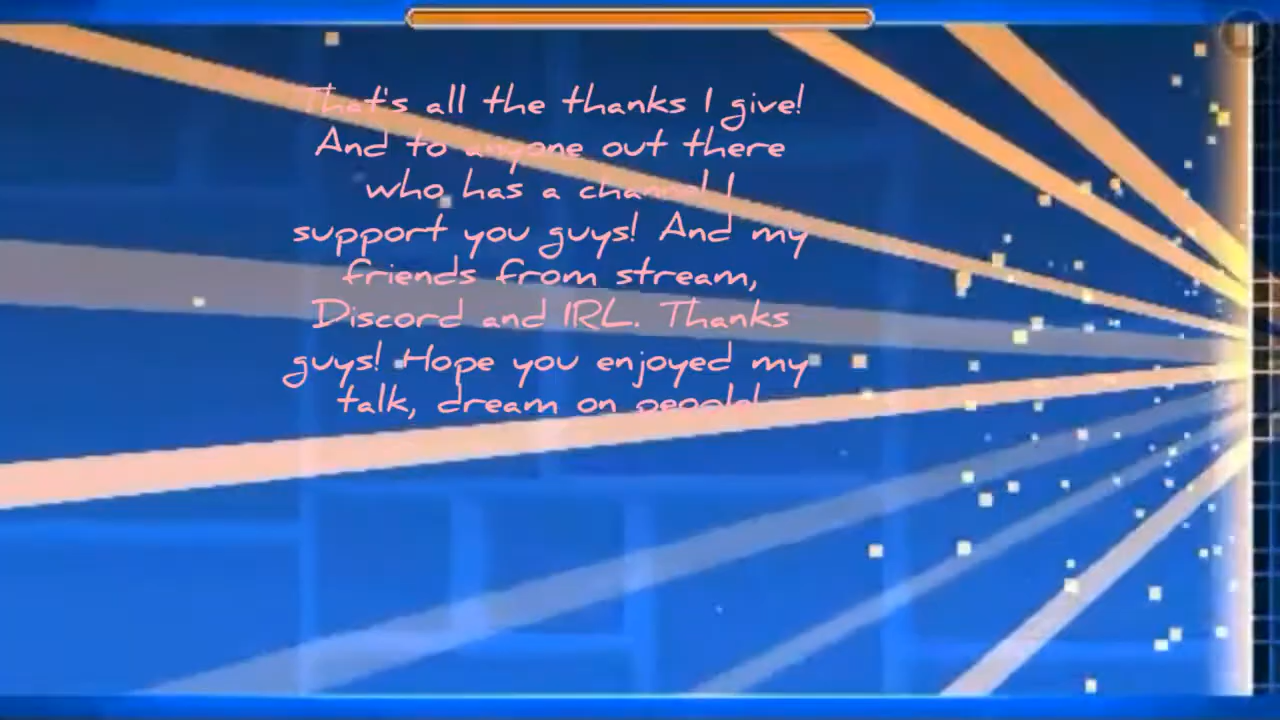 That's all the thanks I give!
And to anyone out there
who has a channel I
support you guys! And my
friends from stream,
Discord and IRL. Thanks
guys! Hope you enjoyed my
talk, dream on people!